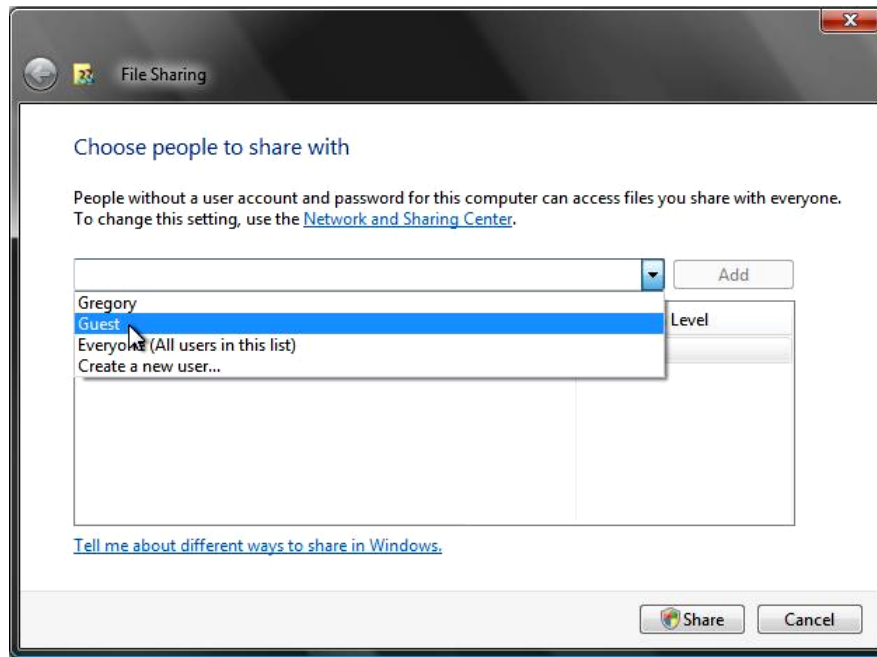 File Sharing
Choose people to share with
People without a user account and password for this computer can access files you share with everyone.
To change this setting, use the Network and Sharing Center.
Add
Gregory
Guest
Level
Everyone (All users in this list)
Create a new user...
Tell me about different ways to share in Windows.
Share Cancel